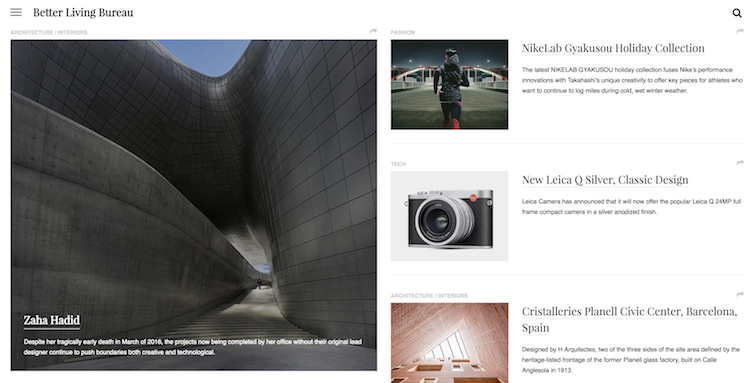 Better Living Bureau
ARCHITECTURE / INTERIORS
Zaha Hadid
Despite her tragically early death in March of 2016, the projects now being completed by her office without their original lead
designer continue to push boundaries both creative and technological.
FASHION
NikeLab Gyakusou Holiday Collection
The latest NIKELAB GYAKUSOU holiday collection fuses Nike's performance
innovations with Takahashi's unique creativity to offer key pieces for athletes who
want to continue to log miles during cold, wet winter weather.
TECH
New Leica Q Silver, Classic Design
Leica Camera has announced that it will now offer the popular Leica Q 24MP full
frame compact camera in a silver anodized finish.
ARCHITECTURE / INTERIORS
Cristalleries Planell Civic Center, Barcelona,
Spain
Designed by H Arquitectes, two of the three sides of the site area defined by the
heritage-listed frontage of the former Planell glass factory, built on Calle
Anglesola in 1913.